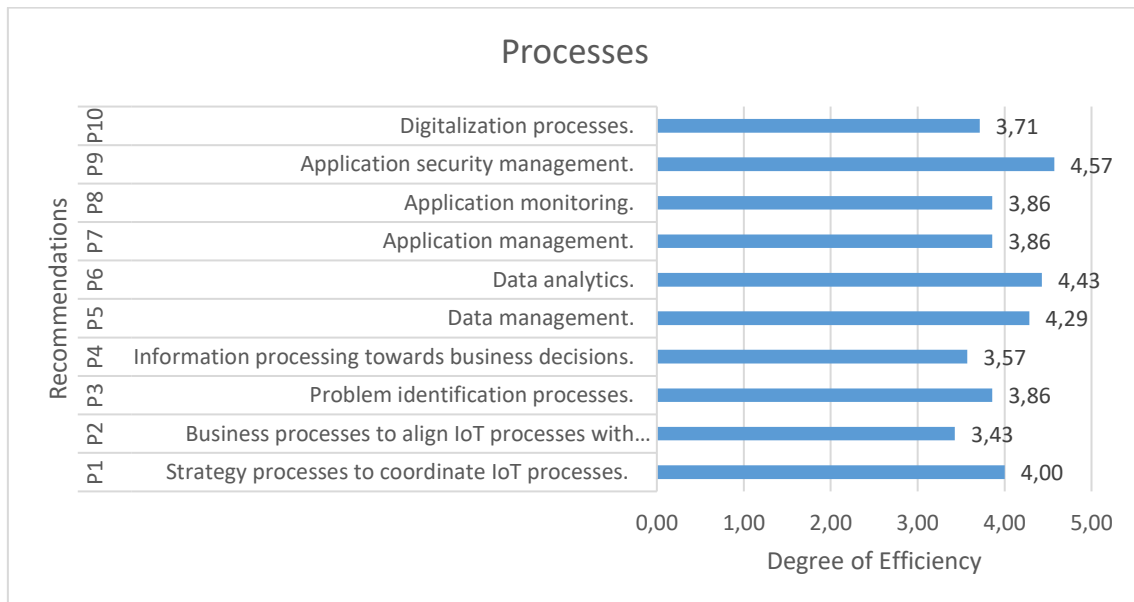 Processes
Recommendations
P10 Digitalization processes. 3,71
P9 Application security management. 4,57
P8 Application monitoring. 3,86
P7 Application management. 3,86
P6 Data analytics. 4,43
P5 Data management. 4,29
P4 Information processing towards business decisions. 3,57
P3 Problem identification processes. 3,86
P2 Business processes to align IoT processes with... 3,43
P1 Strategy processes to coordinate IoT processes. 4,00
0,00 1,00 2,00 3,00 4,00 5,00
Degree of Efficiency